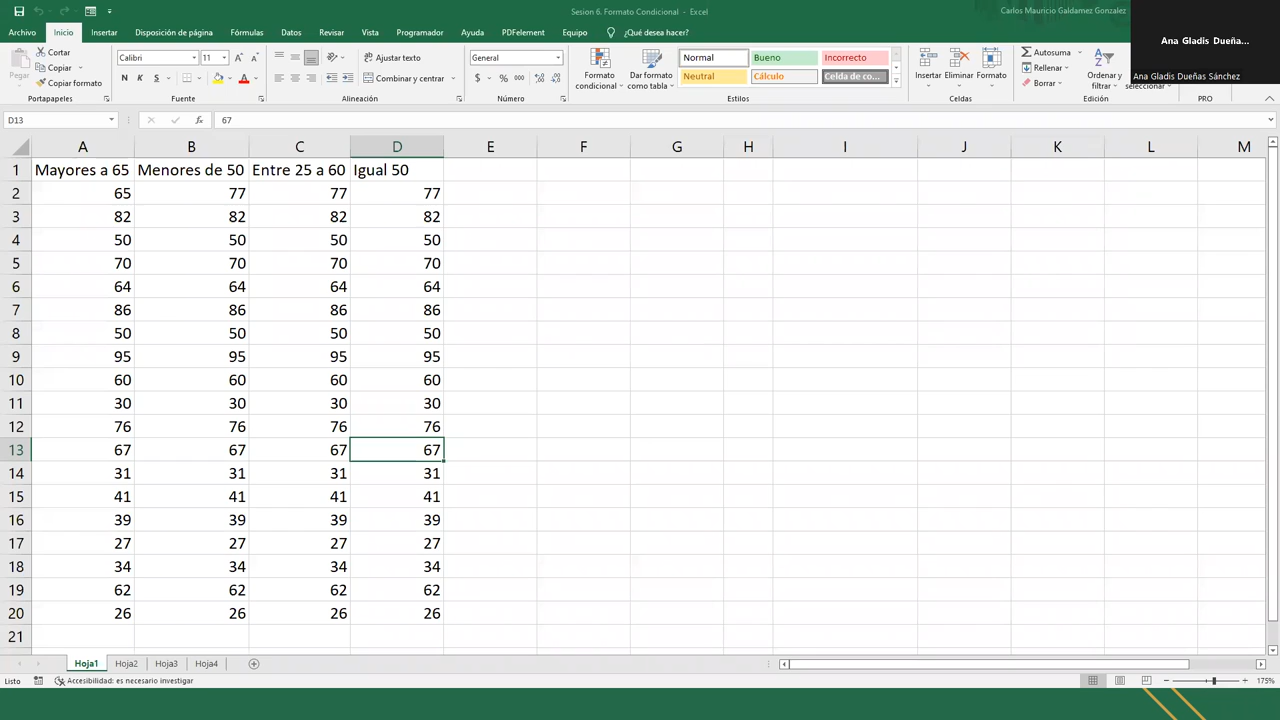 Sesion 6. Formato Condicional - Excel
Carlos Mauricio Galdamez Gonzalez
Ana Gladis Dueña...
Ana Gladis Dueñas Sánchez
Archivo Inicio Insertar Disposición de página Fórmulas Datos Revisar Vista Programador Ayuda PDFelement Equipo ¿Qué desea hacer?
Pegar
Cortar
Copiar
Copiar formato
Portapapeles
Calibri 11
N K S
Fuente
Ajustar texto
Combinar y centrar
Alineación
General
$ % 000
Número
Formato condicional
Dar formato como tabla
Normal Bueno Incorrecto
Neutral Cálculo Celda de co...
Estilos
Insertar Eliminar Formato
Celdas
Autosuma
Rellenar
Borrar
Ordenar y filtrar
seleccionar
Edición
PRO
D13 fx 67
A B C D E F G H I J K L M
1 Mayores a 65 Menores de 50 Entre 25 a 60 Igual 50
2 65 77 77 77
3 82 82 82 82
4 50 50 50 50
5 70 70 70 70
6 64 64 64 64
7 86 86 86 86
8 50 50 50 50
9 95 95 95 95
10 60 60 60 60
11 30 30 30 30
12 76 76 76 76
13 67 67 67 67
14 31 31 31 31
15 41 41 41 41
16 39 39 39 39
17 27 27 27 27
18 34 34 34 34
19 62 62 62 62
20 26 26 26 26
21
Hoja1 Hoja2 Hoja3 Hoja4
Listo Accesibilidad: es necesario investigar 175%